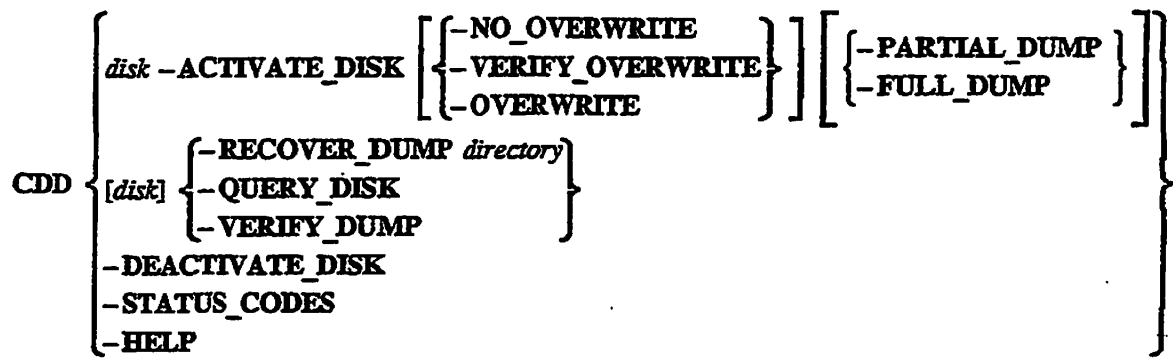 -NO_OVERWRITE
disk -ACTIVATE_DISK -VERIFY_OVERWRITE -PARTIAL_DUMP
-OVERWRITE -FULL_DUMP
-RECOVER_DUMP directory
CDD [disk] -QUERY_DISK
-VERIFY_DUMP
-DEACTIVATE_DISK
-STATUS_CODES
-HELP